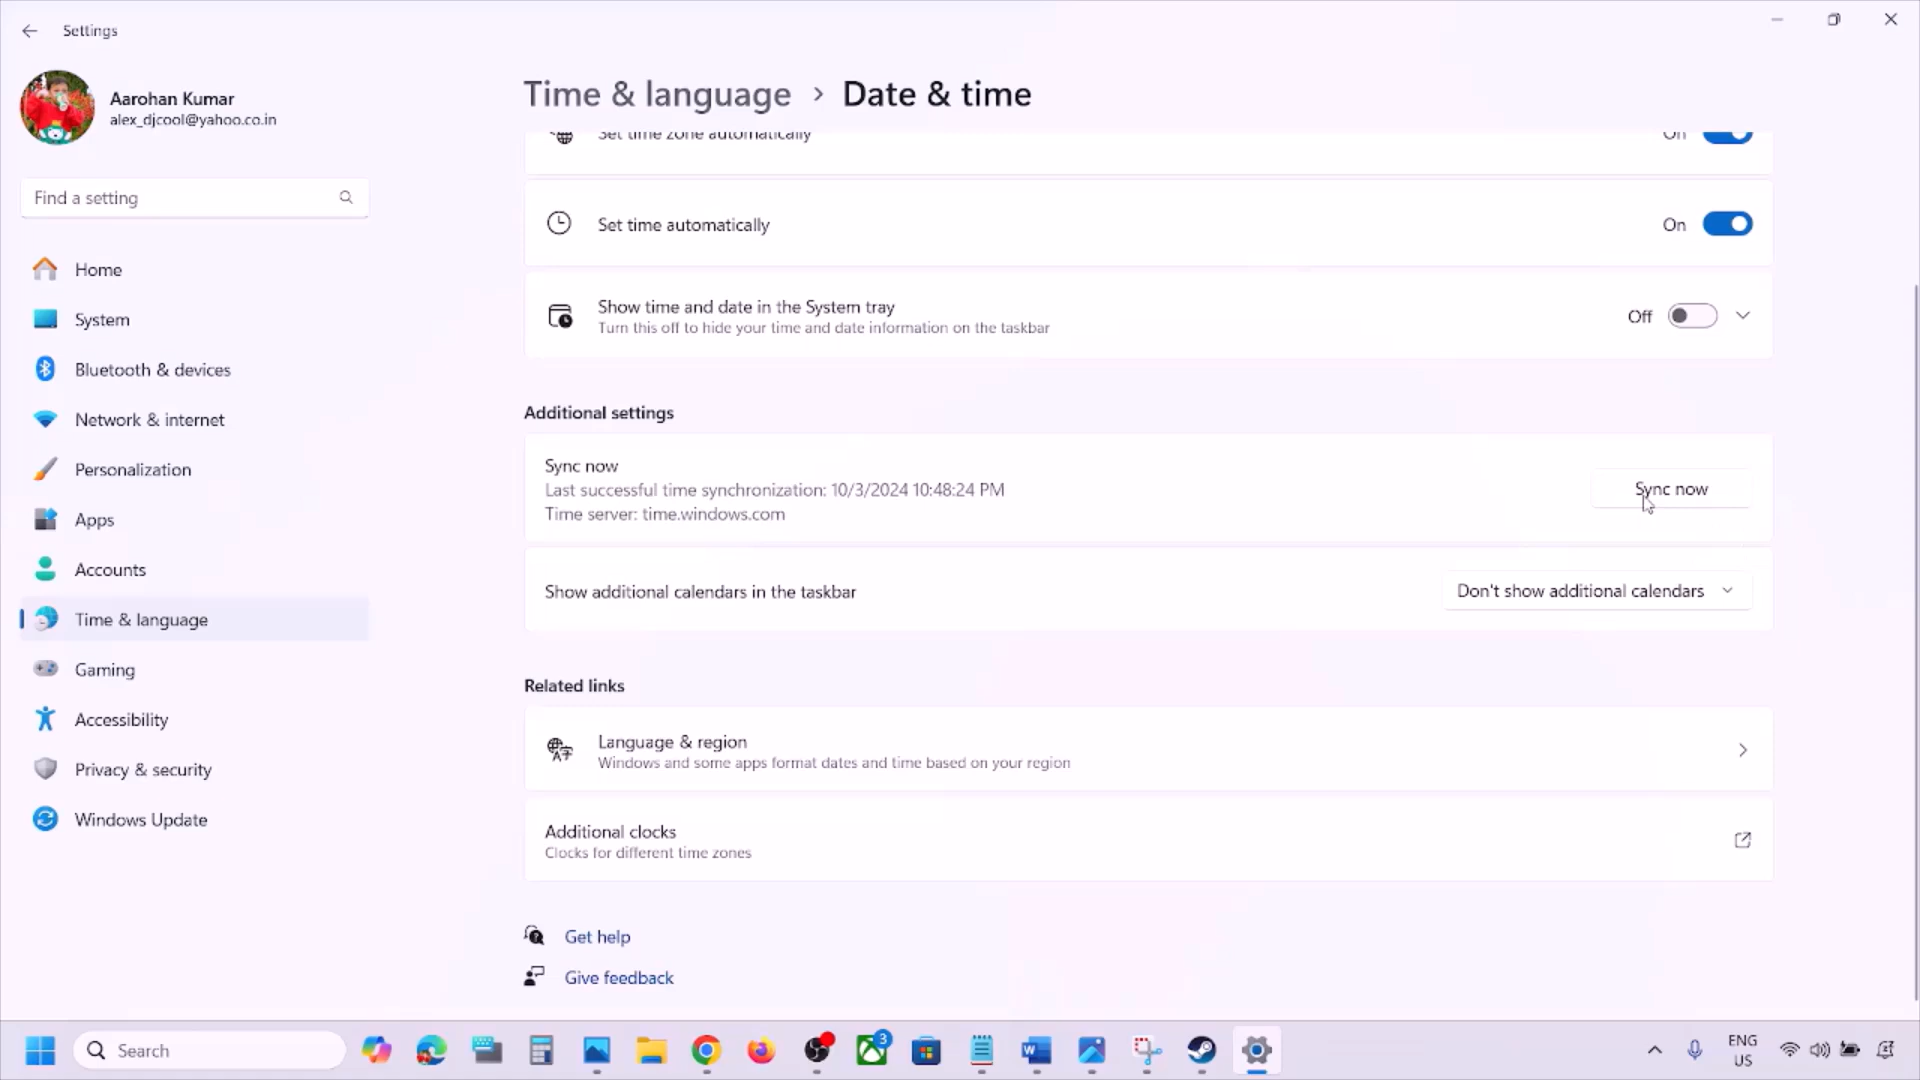 Settings
Aarohan Kumar
alex_djcool@yahoo.co.in
Find a setting
Home
System
Bluetooth & devices
Network & internet
Personalization
Apps
Accounts
Time & language
Gaming
Accessibility
Privacy & security
Windows Update
Time & language > Date & time
Set time zone automatically On
Set time automatically On
Show time and date in the System tray
Turn this off to hide your time and date information on the taskbar
Off
Additional settings
Sync now
Last successful time synchronization: 10/3/2024 10:48:24 PM
Time server: time.windows.com
Sync now
Show additional calendars in the taskbar
Don't show additional calendars
Related links
Language & region
Windows and some apps format dates and time based on your region
Additional clocks
Clocks for different time zones
Get help
Give feedback
Search
3
ENG
US